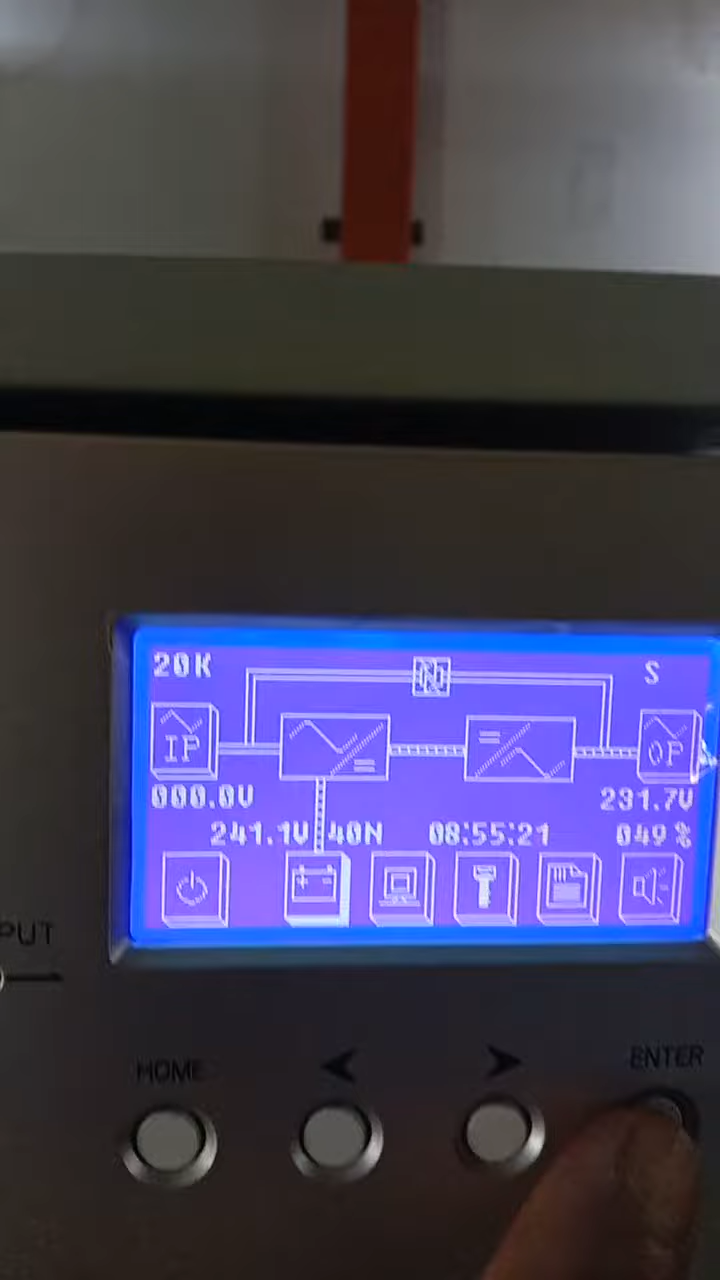 20K S
IP OP
000.0V 231.7V
241.1V 40N 08:55:21 049%
PUT
HOME ENTER